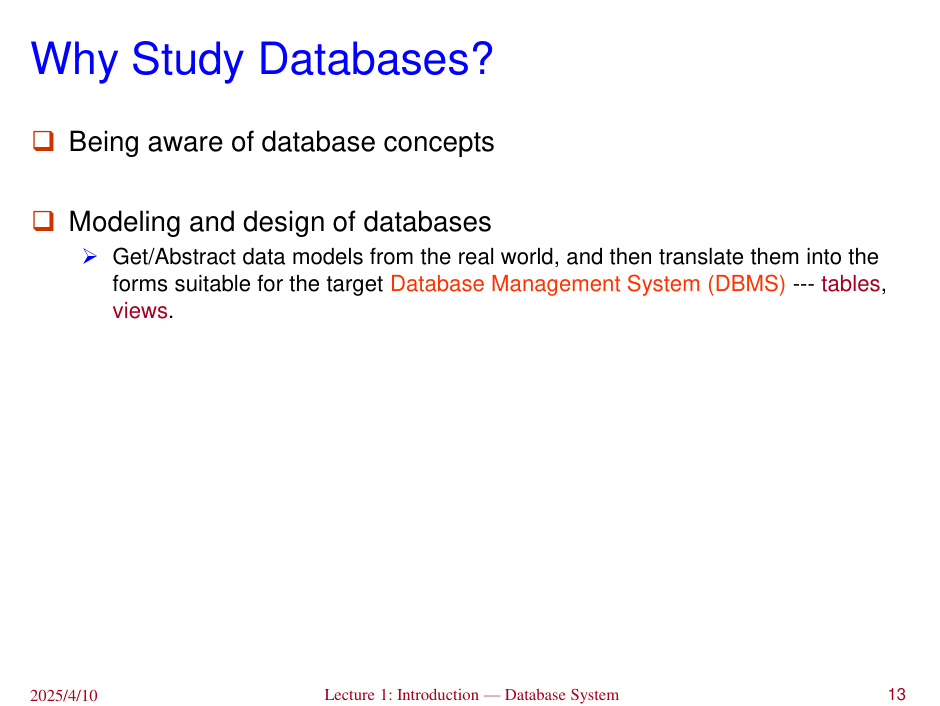 Why Study Databases?
Being aware of database concepts
Modeling and design of databases
Get/Abstract data models from the real world, and then translate them into the
forms suitable for the target Database Management System (DBMS) --- tables,
views.
2025/4/10
Lecture 1: Introduction — Database System
13